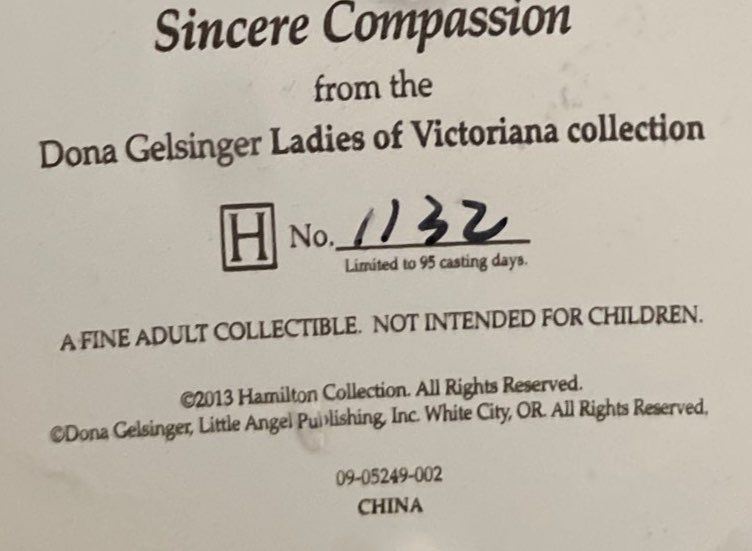 Sincere Compassion
from the
Dona Gelsinger Ladies of Victoriana collection
H No. 1132
Limited to 95 casting days.
A FINE ADULT COLLECTIBLE. NOT INTENDED FOR CHILDREN.
©2013 Hamilton Collection. All Rights Reserved.
©Dona Gelsinger, Little Angel Publishing, Inc. White City, OR. All Rights Reserved.
09-05249-002
CHINA